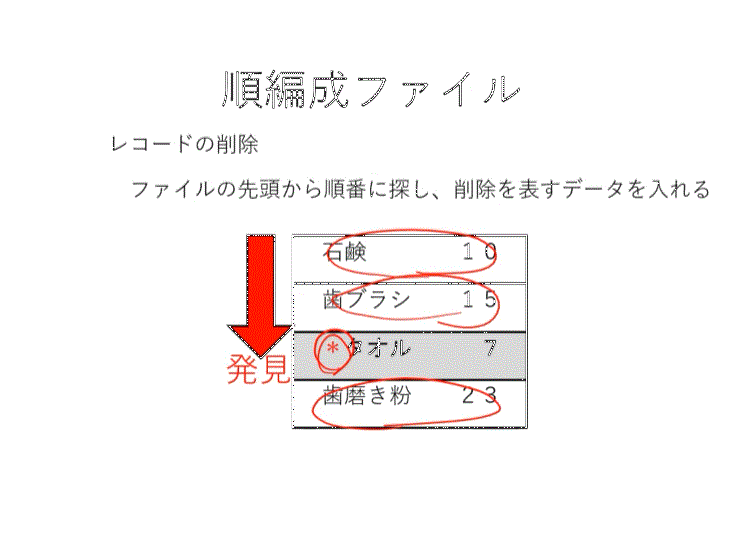 順編成ファイル
レコードの削除
ファイルの先頭から順番に探し、削除を表すデータを入れる
石鹸 １０
歯ブラシ １５
*タオル ７
発見
歯磨き粉 ２３